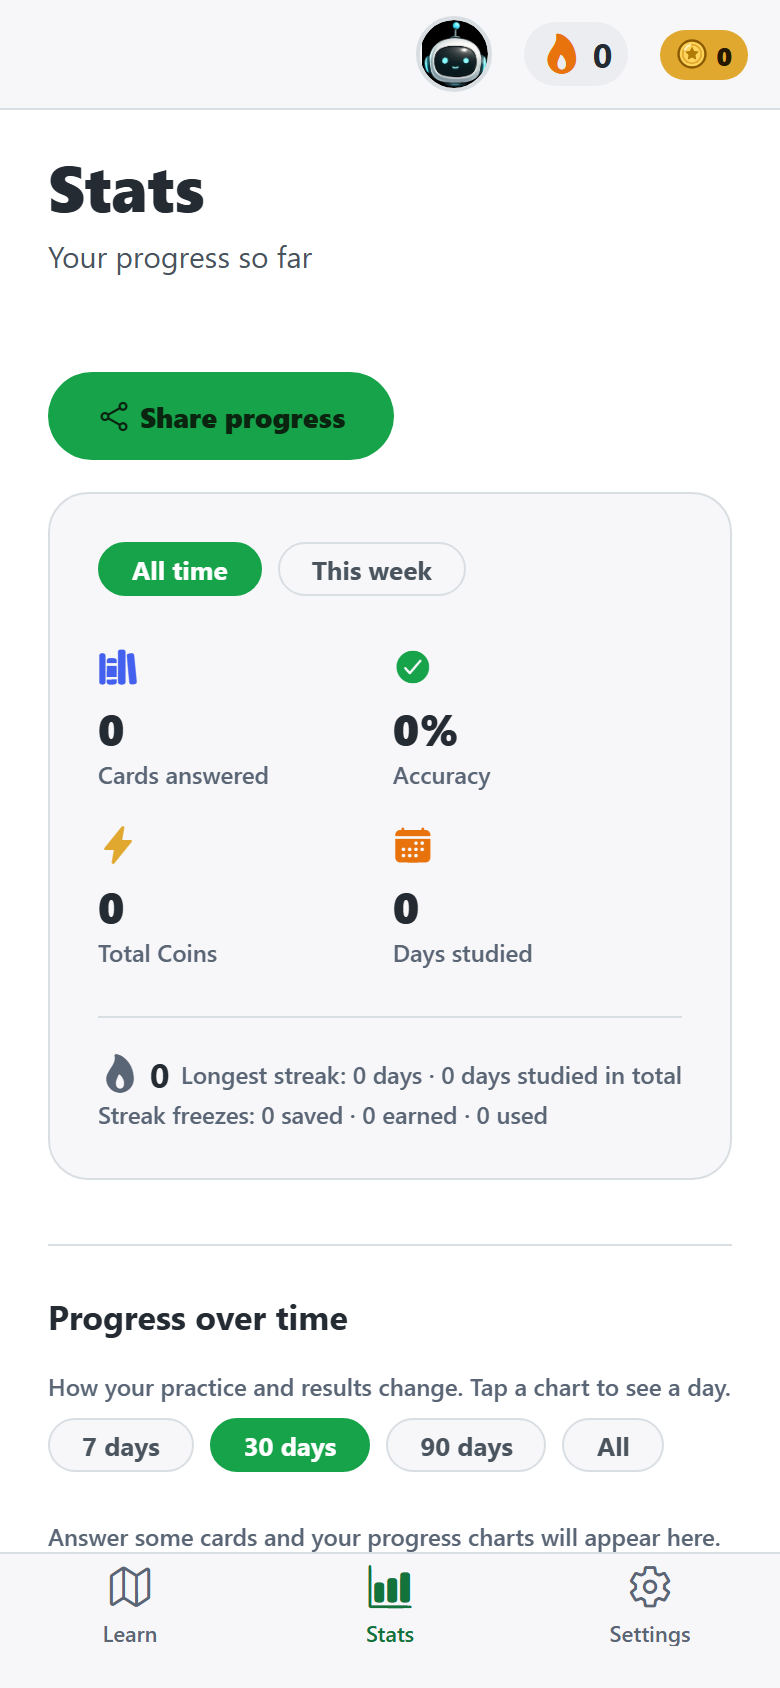 0
0
Stats
Your progress so far
Share progress
All time
This week
0
Cards answered
0%
Accuracy
0
Total Coins
0
Days studied
0 Longest streak: 0 days · 0 days studied in total
Streak freezes: 0 saved · 0 earned · 0 used
Progress over time
How your practice and results change. Tap a chart to see a day.
7 days
30 days
90 days
All
Answer some cards and your progress charts will appear here.
Learn
Stats
Settings